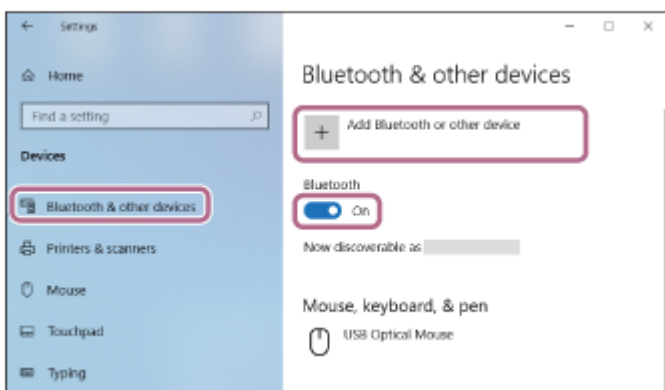 Settings
Home
Find a setting
Devices
Bluetooth & other devices
Printers & scanners
Mouse
Touchpad
Typing
Bluetooth & other devices
Add Bluetooth or other device
Bluetooth
On
Now discoverable as
Mouse, keyboard, & pen
USB Optical Mouse